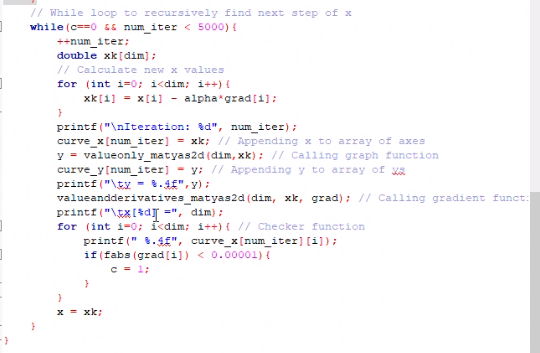 // While loop to recursively find next step of x
while(c==0 && num_iter < 5000){
++num_iter;
double xk[dim];
// Calculate new x values
for (int i=0; i<dim; i++){
xk[i] = x[i] - alpha*grad[i];
}
printf("\nIteration: %d", num_iter);
curve_x[num_iter] = xk; // Appending x to array of axes
y = valueonly_matyas2d(dim,xk); // Calling graph function
curve_y[num_iter] = y; // Appending y to array of ys
printf("\ty = %.4f",y);
valueandderivatives_matyas2d(dim, xk, grad); // Calling gradient funct
printf("\tx[%d] =", dim);
for (int i=0; i<dim; i++){ // Checker function
printf(" %.4f", curve_x[num_iter][i]);
if(fabs(grad[i]) < 0.00001){
c = 1;
}
}
x = xk;
}
}